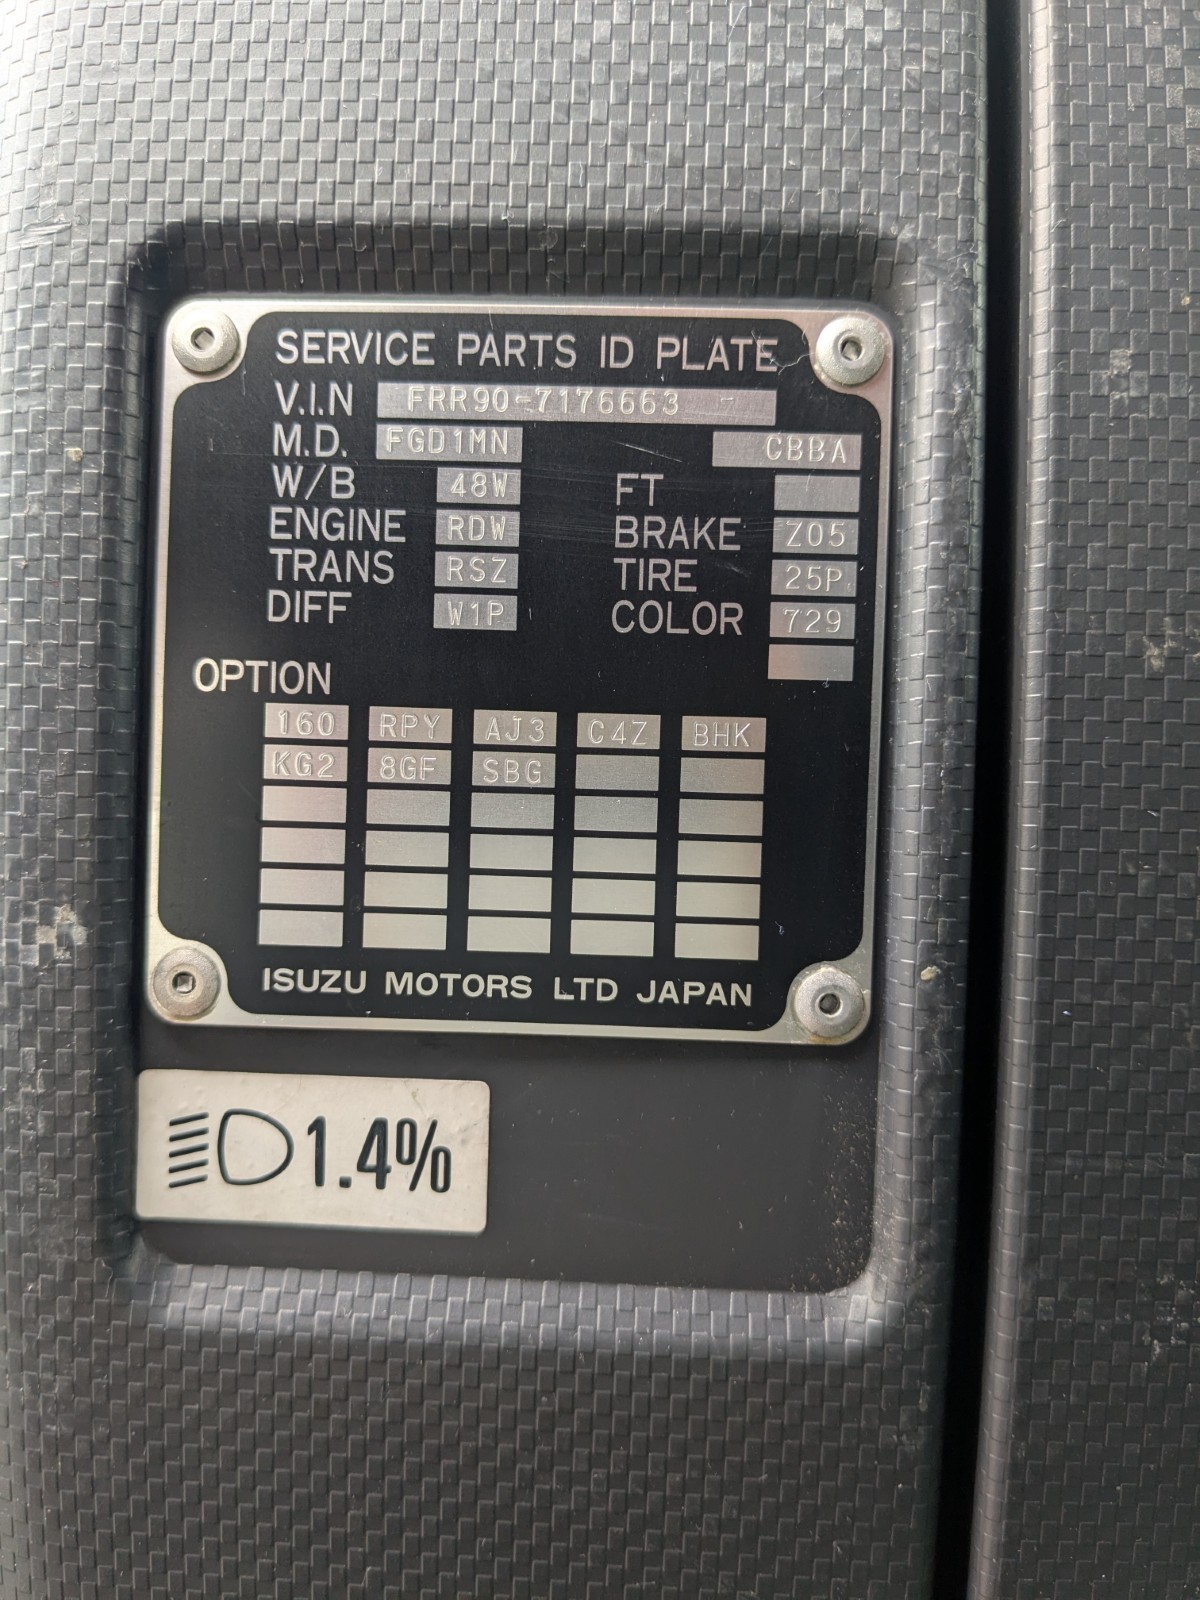 SERVICE PARTS ID PLATE
V.I.N FRR90-7176663 -
M.D. FGD1MN CBBA
W/B 48W FT
ENGINE RDW BRAKE Z05
TRANS RSZ TIRE 25P
DIFF W1P COLOR 729
OPTION
160 RPY AJ3 C4Z BHK
KG2 8GF SBG
ISUZU MOTORS LTD JAPAN
1.4%